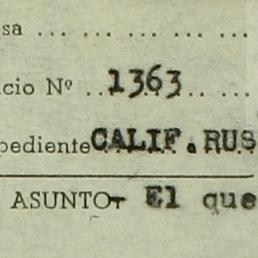 sa ... ... ... ... ... ...
cio Nº ... 1363 ... ...
pediente CALIF. RUS
ASUNTO- El que